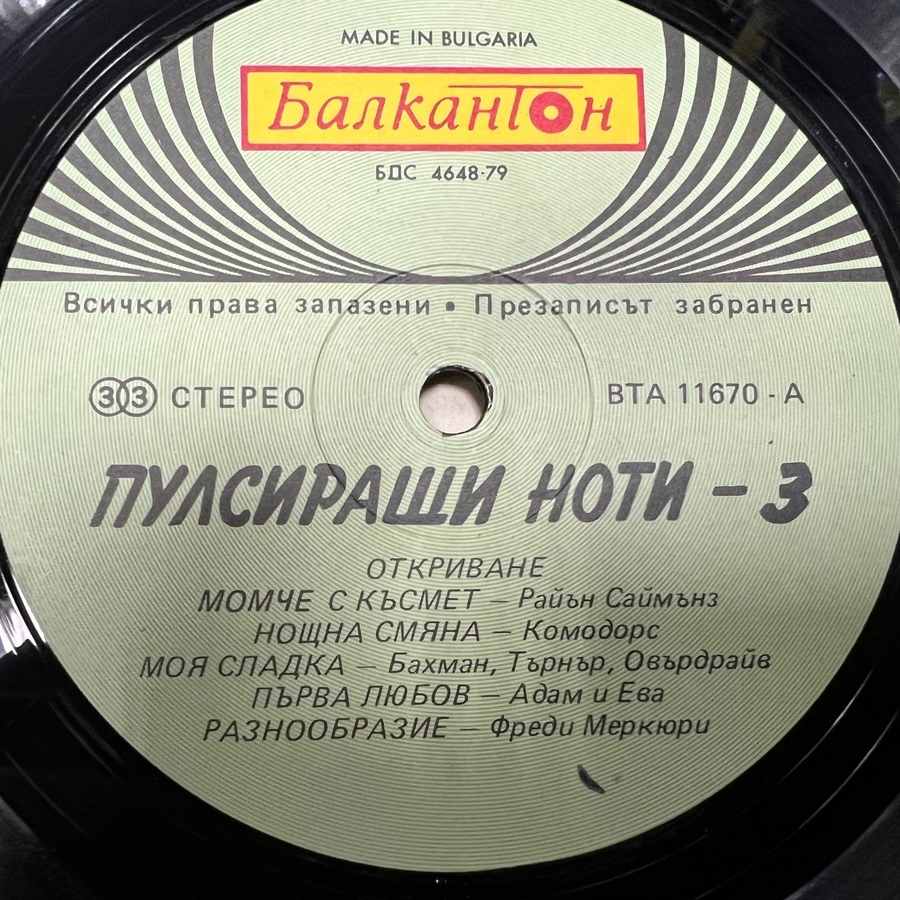 MADE IN BULGARIA
Балкантон
БДС 4648-79
Всички права запазени • Презаписът забранен
33 СТЕРЕО
ВТА 11670 - А
ПУЛСИРАЩИ НОТИ – 3
ОТКРИВАНЕ
МОМЧЕ С КЪСМЕТ – Райън Саймънз
НОЩНА СМЯНА – Комодорс
МОЯ СЛАДКА – Бахман, Търнър, Овърдрайв
ПЪРВА ЛЮБОВ – Адам и Ева
РАЗНООБРАЗИЕ – Фреди Меркюри